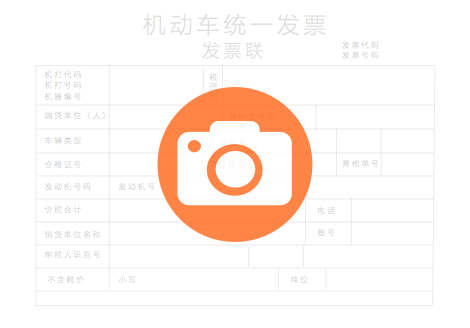 机动车统一发票
发票联
发票代码
发票号码
机打代码
机打号码
机器编号
税
购货单位（人）
车辆类型
合格证号
商检单号
发动机号码 发动机号
价税合计
电话
销货单位名称
账号
纳税人识别号
不含税价 小写 吨位